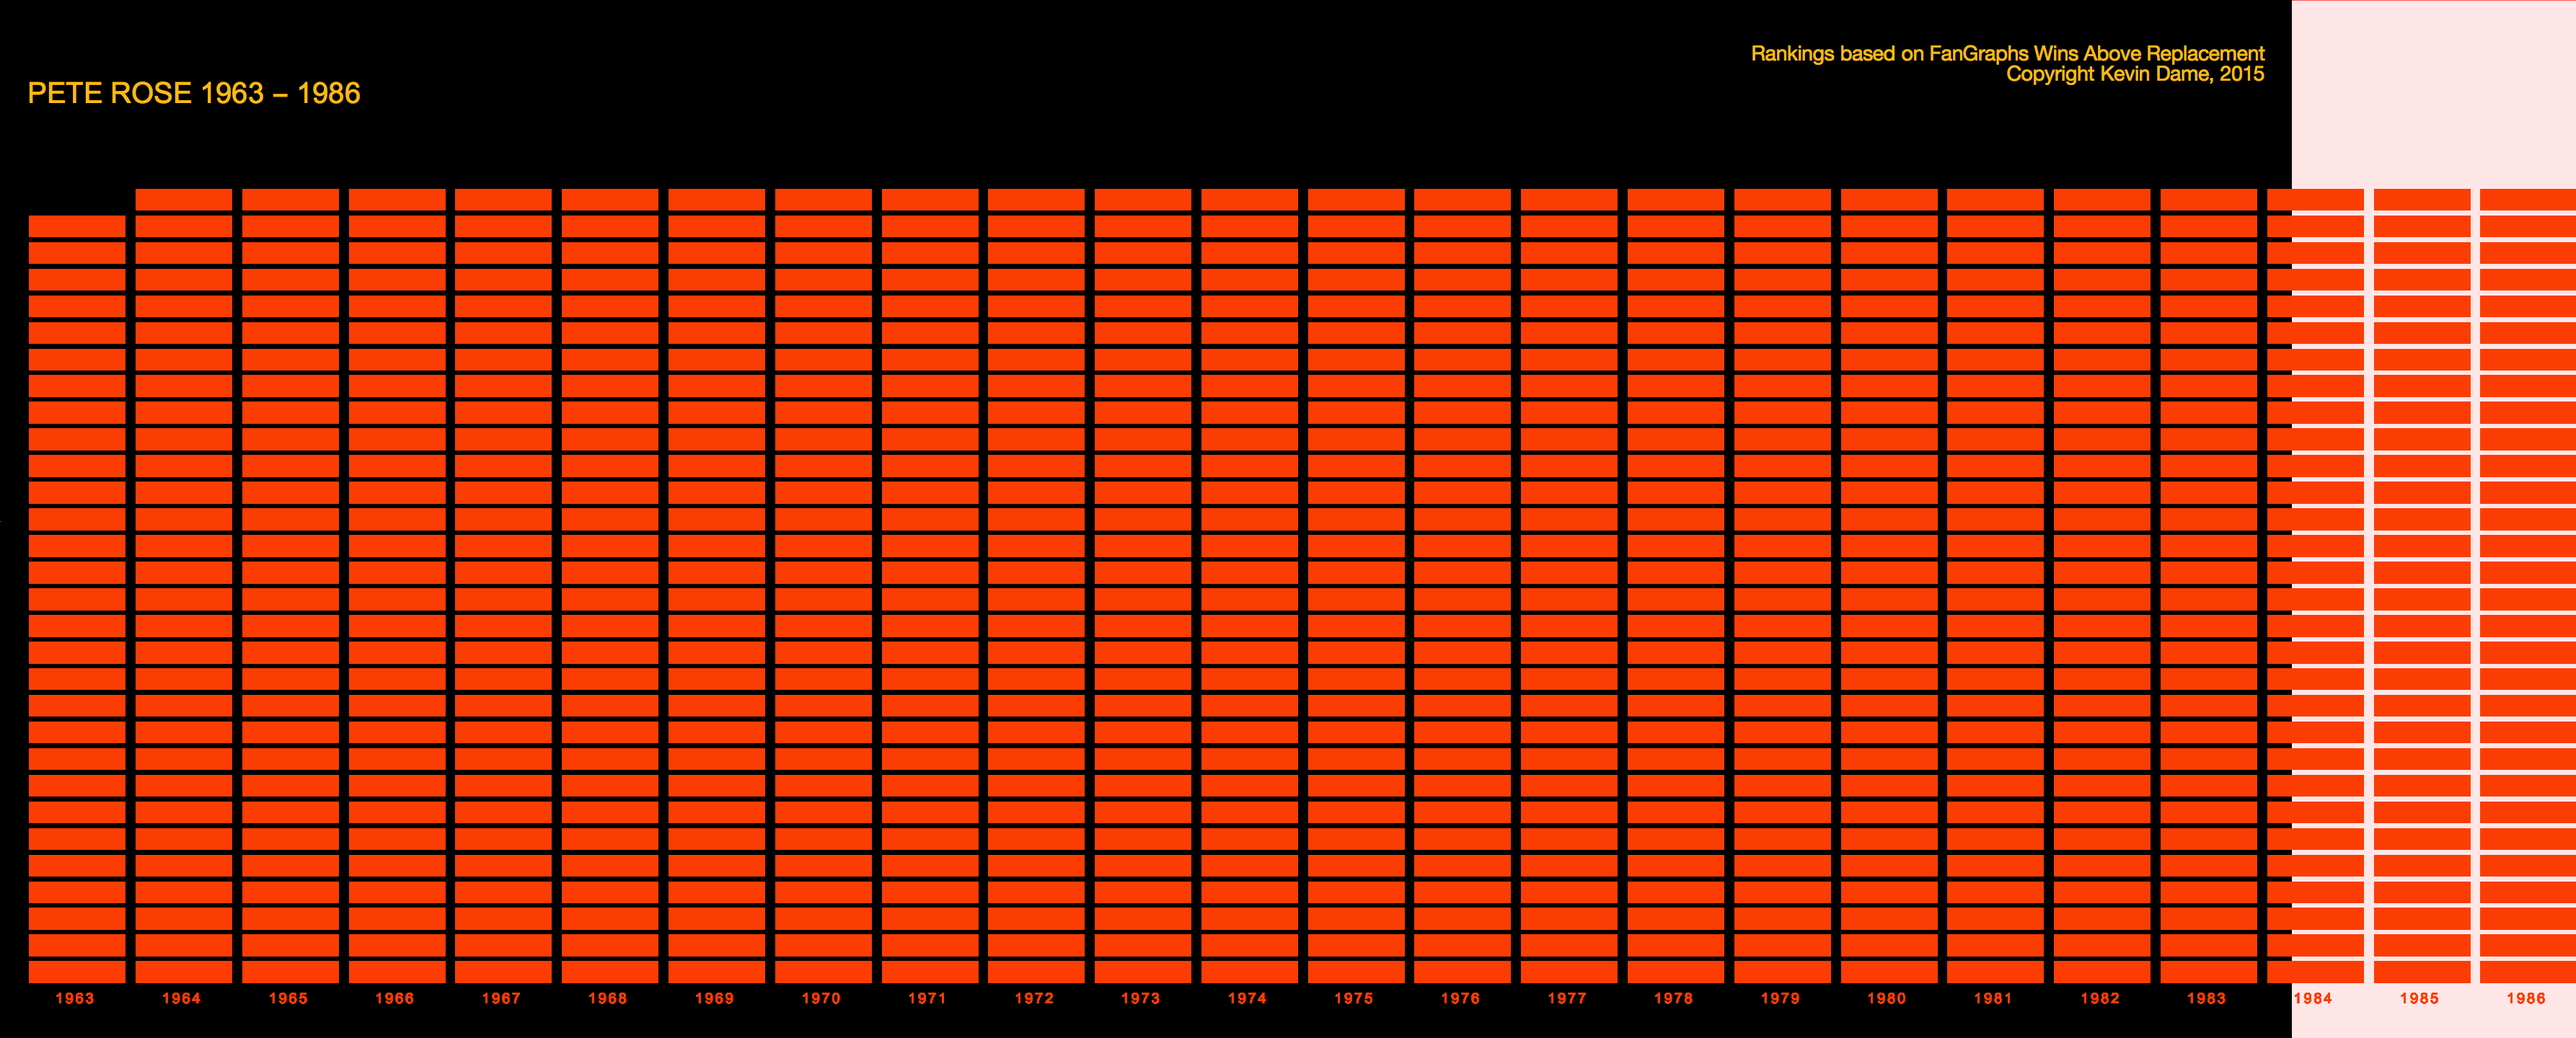 Rankings based on FanGraphs Wins Above Replacement
Copyright Kevin Dame, 2015
PETE ROSE 1963 – 1986
1963 1964 1965 1966 1967 1968 1969 1970 1971 1972 1973 1974 1975 1976 1977 1978 1979 1980 1981 1982 1983 1984 1985 1986